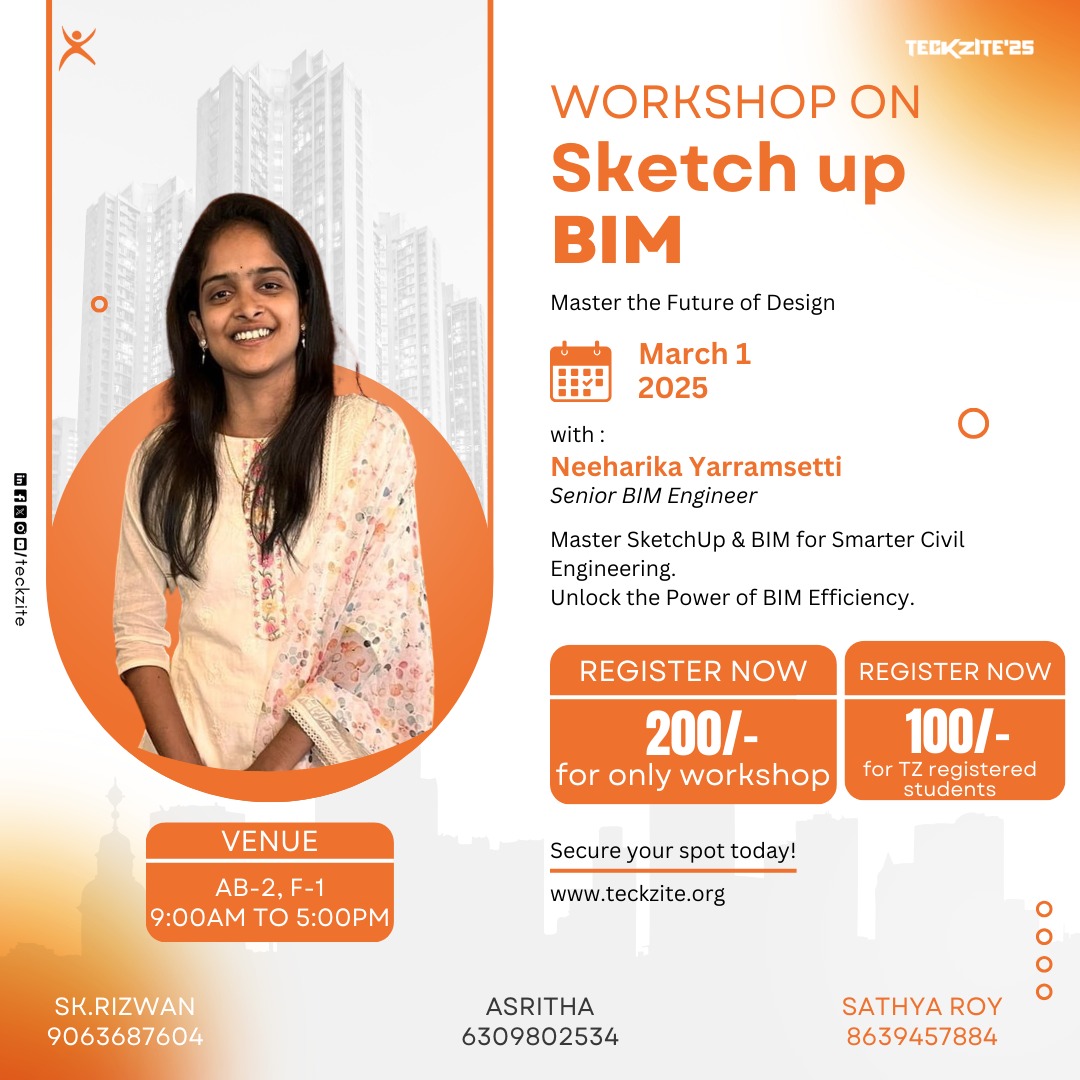 TECKZITE'25
WORKSHOP ON
Sketch up
BIM
Master the Future of Design
March 1
2025
with :
Neeharika Yarramsetti
Senior BIM Engineer
Master SketchUp & BIM for Smarter Civil
Engineering.
Unlock the Power of BIM Efficiency.
REGISTER NOW
200/-
for only workshop
REGISTER NOW
100/-
for TZ registered
students
/teckzite
VENUE
AB-2, F-1
9:00AM TO 5:00PM
Secure your spot today!
www.teckzite.org
SK.RIZWAN
9063687604
ASRITHA
6309802534
SATHYA ROY
8639457884